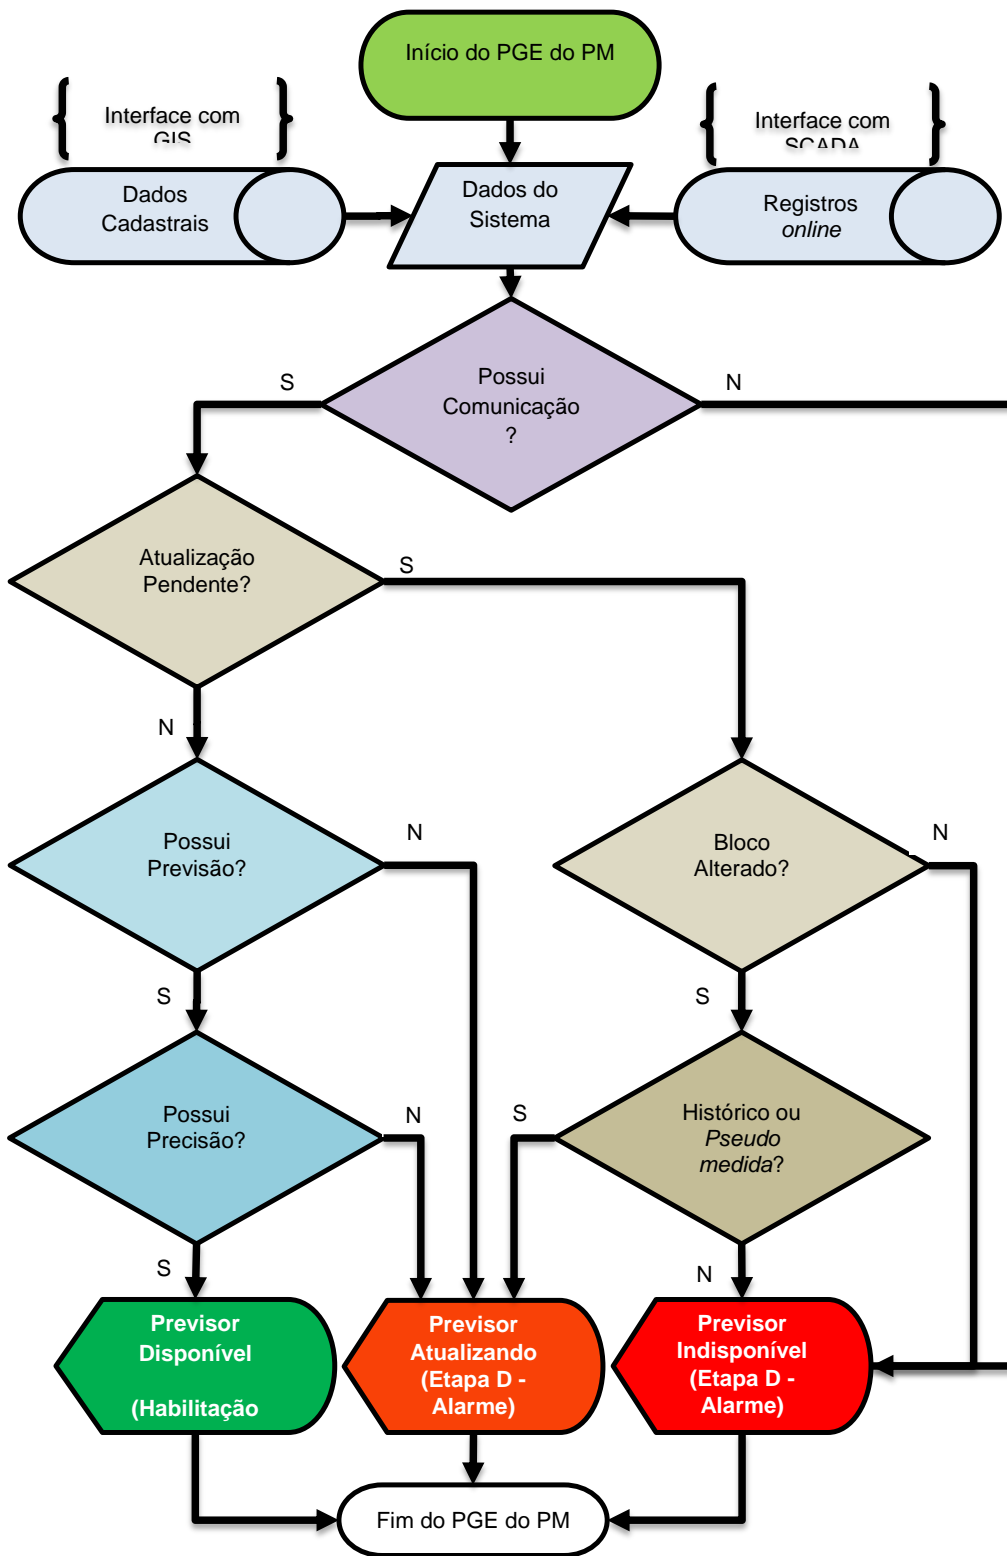 Início do PGE do PM
Interface com
GIS
Interface com
SCADA
Dados
Cadastrais
Dados do
Sistema
Registros
online
Possui
Comunicação
?
S
N
Atualização
Pendente?
S
N
Possui
Previsão?
N
Bloco
Alterado?
N
S
S
Possui
Precisão?
N
S
Histórico ou
Pseudo
medida?
S
N
Previsor
Disponível
(Habilitação
Previsor
Atualizando
(Etapa D -
Alarme)
Previsor
Indisponível
(Etapa D -
Alarme)
Fim do PGE do PM